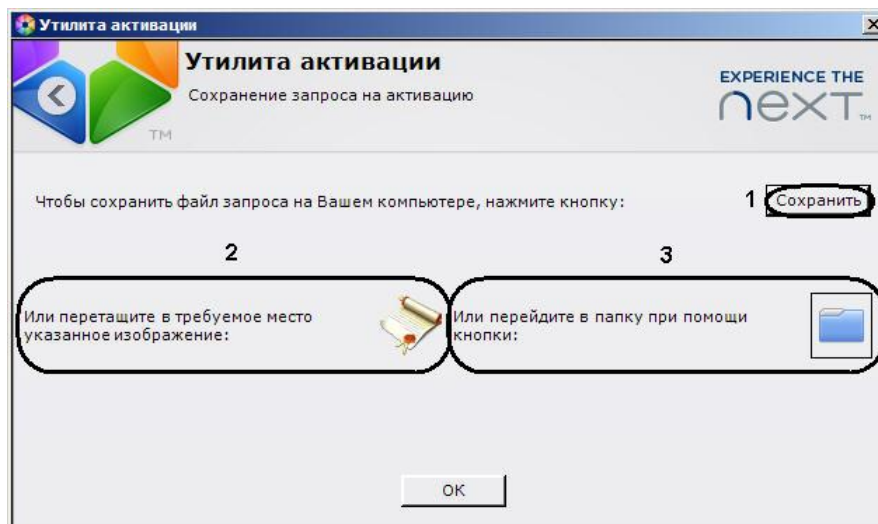 Утилита активации
Утилита активации
Сохранение запроса на активацию
EXPERIENCE THE
next™
TM
Чтобы сохранить файл запроса на Вашем компьютере, нажмите кнопку:
1
Сохранить
2
3
Или перетащите в требуемое место
указанное изображение:
Или перейдите в папку при помощи
кнопки:
OK